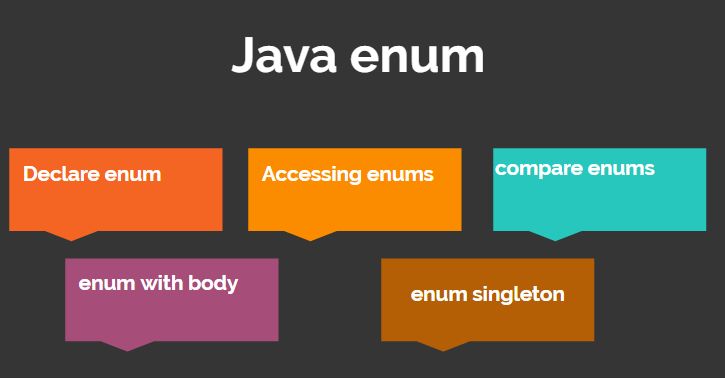 Java enum
Declare enum
Accessing enums
compare enums
enum with body
enum singleton